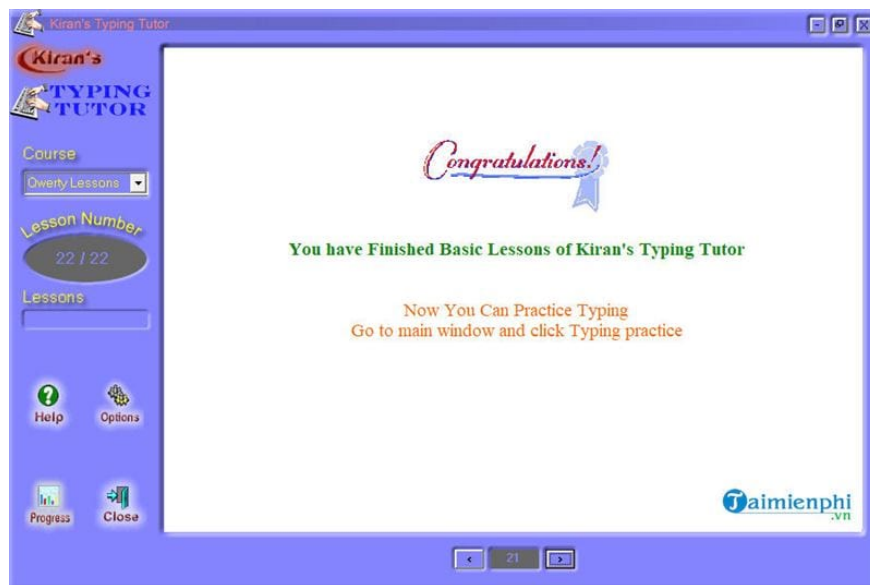 Kiran's Typing Tutor
Kiran's
TYPING
TUTOR
Course
Qwerty Lessons
Lesson Number
22 / 22
Lessons
Help
Options
Progress
Close
Congratulations!
You have Finished Basic Lessons of Kiran's Typing Tutor
Now You Can Practice Typing
Go to main window and click Typing practice
Taimienphi
.vn
21